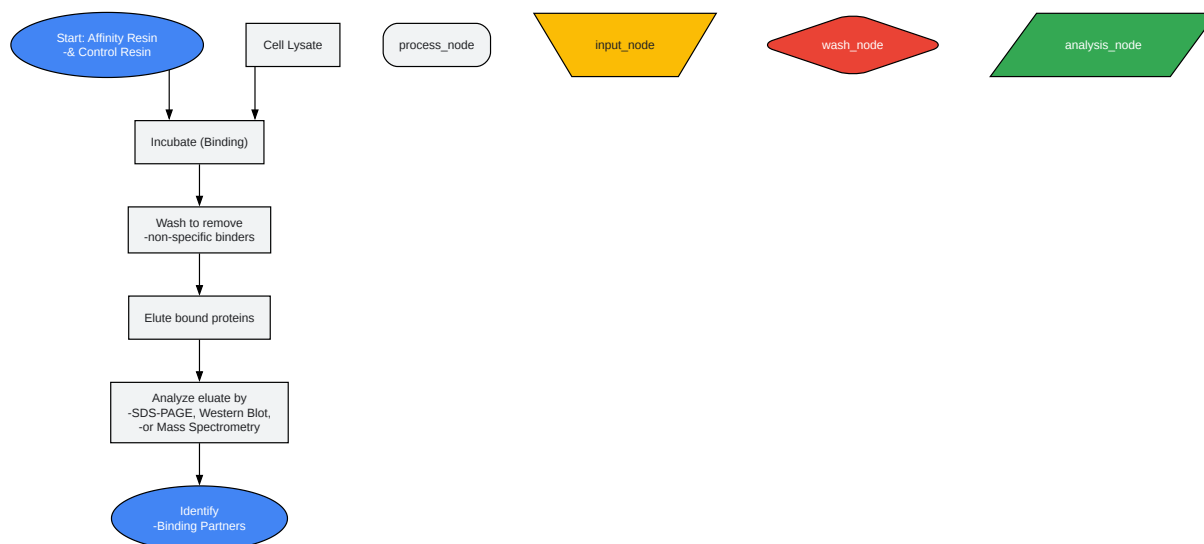 Start: Affinity Resin
-& Control Resin
Cell Lysate
process_node
input_node
wash_node
analysis_node
Incubate (Binding)
Wash to remove
-non-specific binders
Elute bound proteins
Analyze eluate by
-SDS-PAGE, Western Blot,
-or Mass Spectrometry
Identify
-Binding Partners